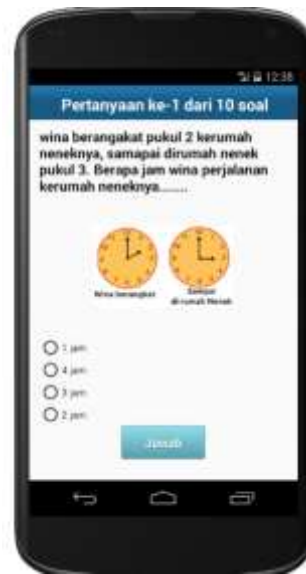 12:38
Pertanyaan ke-1 dari 10 soal
wina berangakat pukul 2 kerumah
neneknya, samapai dirumah nenek
pukul 3. Berapa jam wina perjalanan
kerumah neneknya.......
Wina berangkat
Sampai
di rumah Nenek
1 jam
4 jam
3 jam
2 jam
Jawab